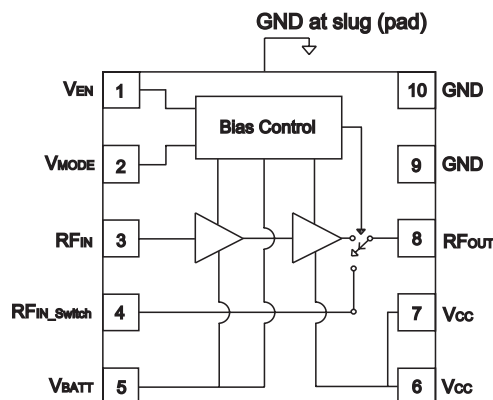 GND at slug (pad)
VEN 1
10 GND
Bias Control
VMODE 2
9 GND
RFIN 3
8 RFOUT
RFIN_Switch 4
7 VCC
VBATT 5
6 VCC